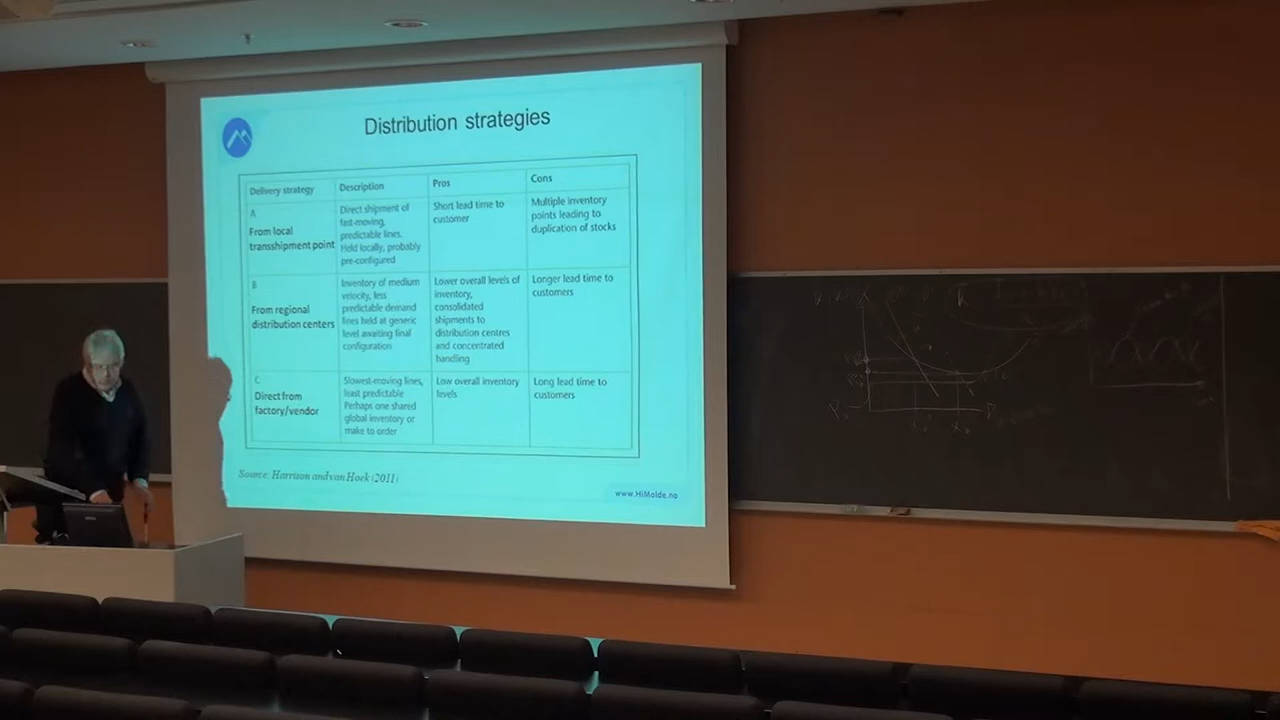 Distribution strategies
Delivery strategy
Description
Pros
Cons
A
From local
transshipment point
Direct shipment of
fast-moving,
predictable lines.
Held locally, probably
pre-configured
Short lead time to
customer
Multiple inventory
points leading to
duplication of stocks
B
From regional
distribution centers
Inventory of medium
velocity, less
predictable demand
lines held at generic
level awaiting final
configuration
Lower overall levels of
inventory,
consolidated
shipments to
distribution centres
and concentrated
handling
Longer lead time to
customers
C
Direct from
factory/vendor
Slowest-moving lines,
least predictable
Perhaps one shared
global inventory or
make to order
Low overall inventory
levels
Long lead time to
customers
Source: Harrison and van Hoek (2011)
www.HiMolde.no